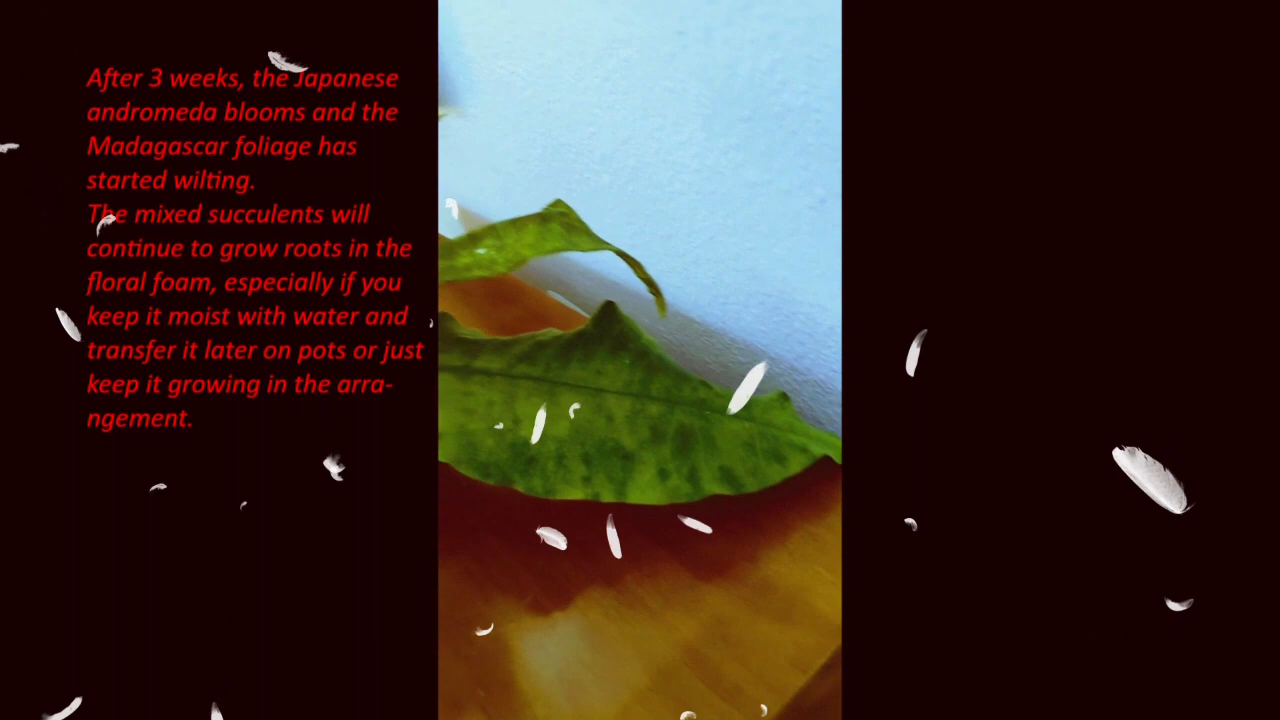 After 3 weeks, the Japanese
andromeda blooms and the
Madagascar foliage has
started wilting.
The mixed succulents will
continue to grow roots in the
floral foam, especially if you
keep it moist with water and
transfer it later on pots or just
keep it growing in the arra-
ngement.